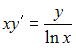 xy′ = y / ln x